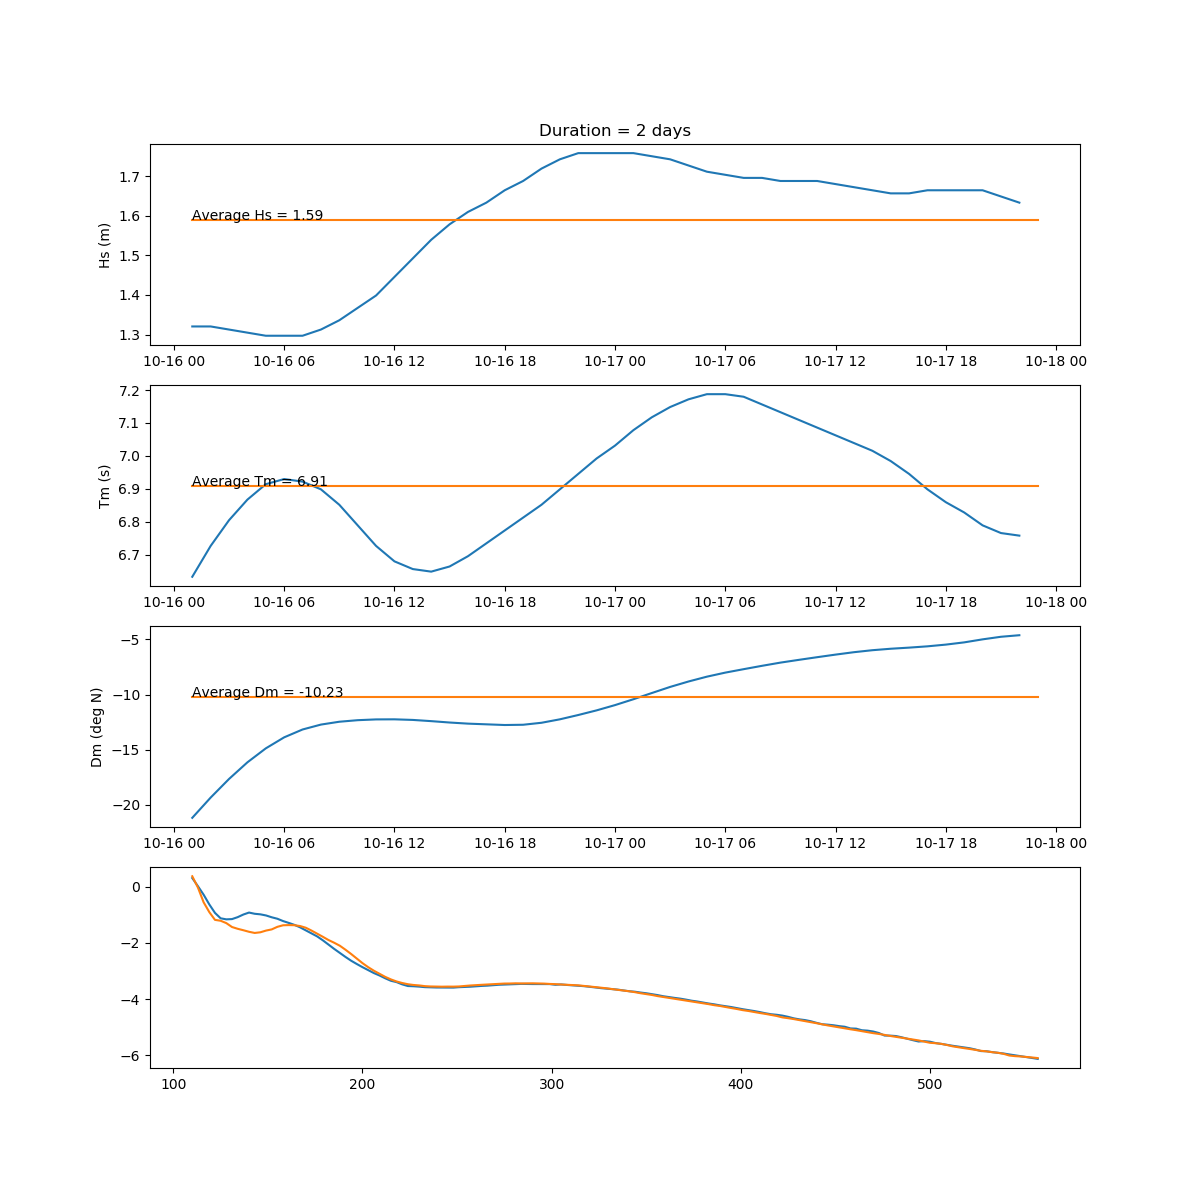 Duration = 2 days
1.7
1.6
1.5
1.4
1.3
Hs (m)
Average Hs = 1.59
10-16 00 10-16 06 10-16 12 10-16 18 10-17 00 10-17 06 10-17 12 10-17 18 10-18 00
7.2
7.1
7.0
6.9
6.8
6.7
Tm (s)
Average Tm = 6.91
10-16 00 10-16 06 10-16 12 10-16 18 10-17 00 10-17 06 10-17 12 10-17 18 10-18 00
−5
−10
−15
−20
Dm (deg N)
Average Dm = -10.23
10-16 00 10-16 06 10-16 12 10-16 18 10-17 00 10-17 06 10-17 12 10-17 18 10-18 00
0
−2
−4
−6
100 200 300 400 500